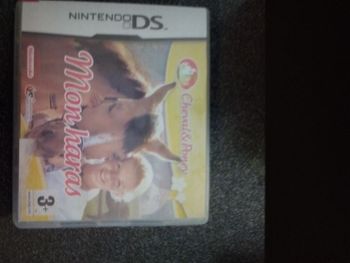 NINTENDO DS
Cheval & Poney
Mon haras
3+